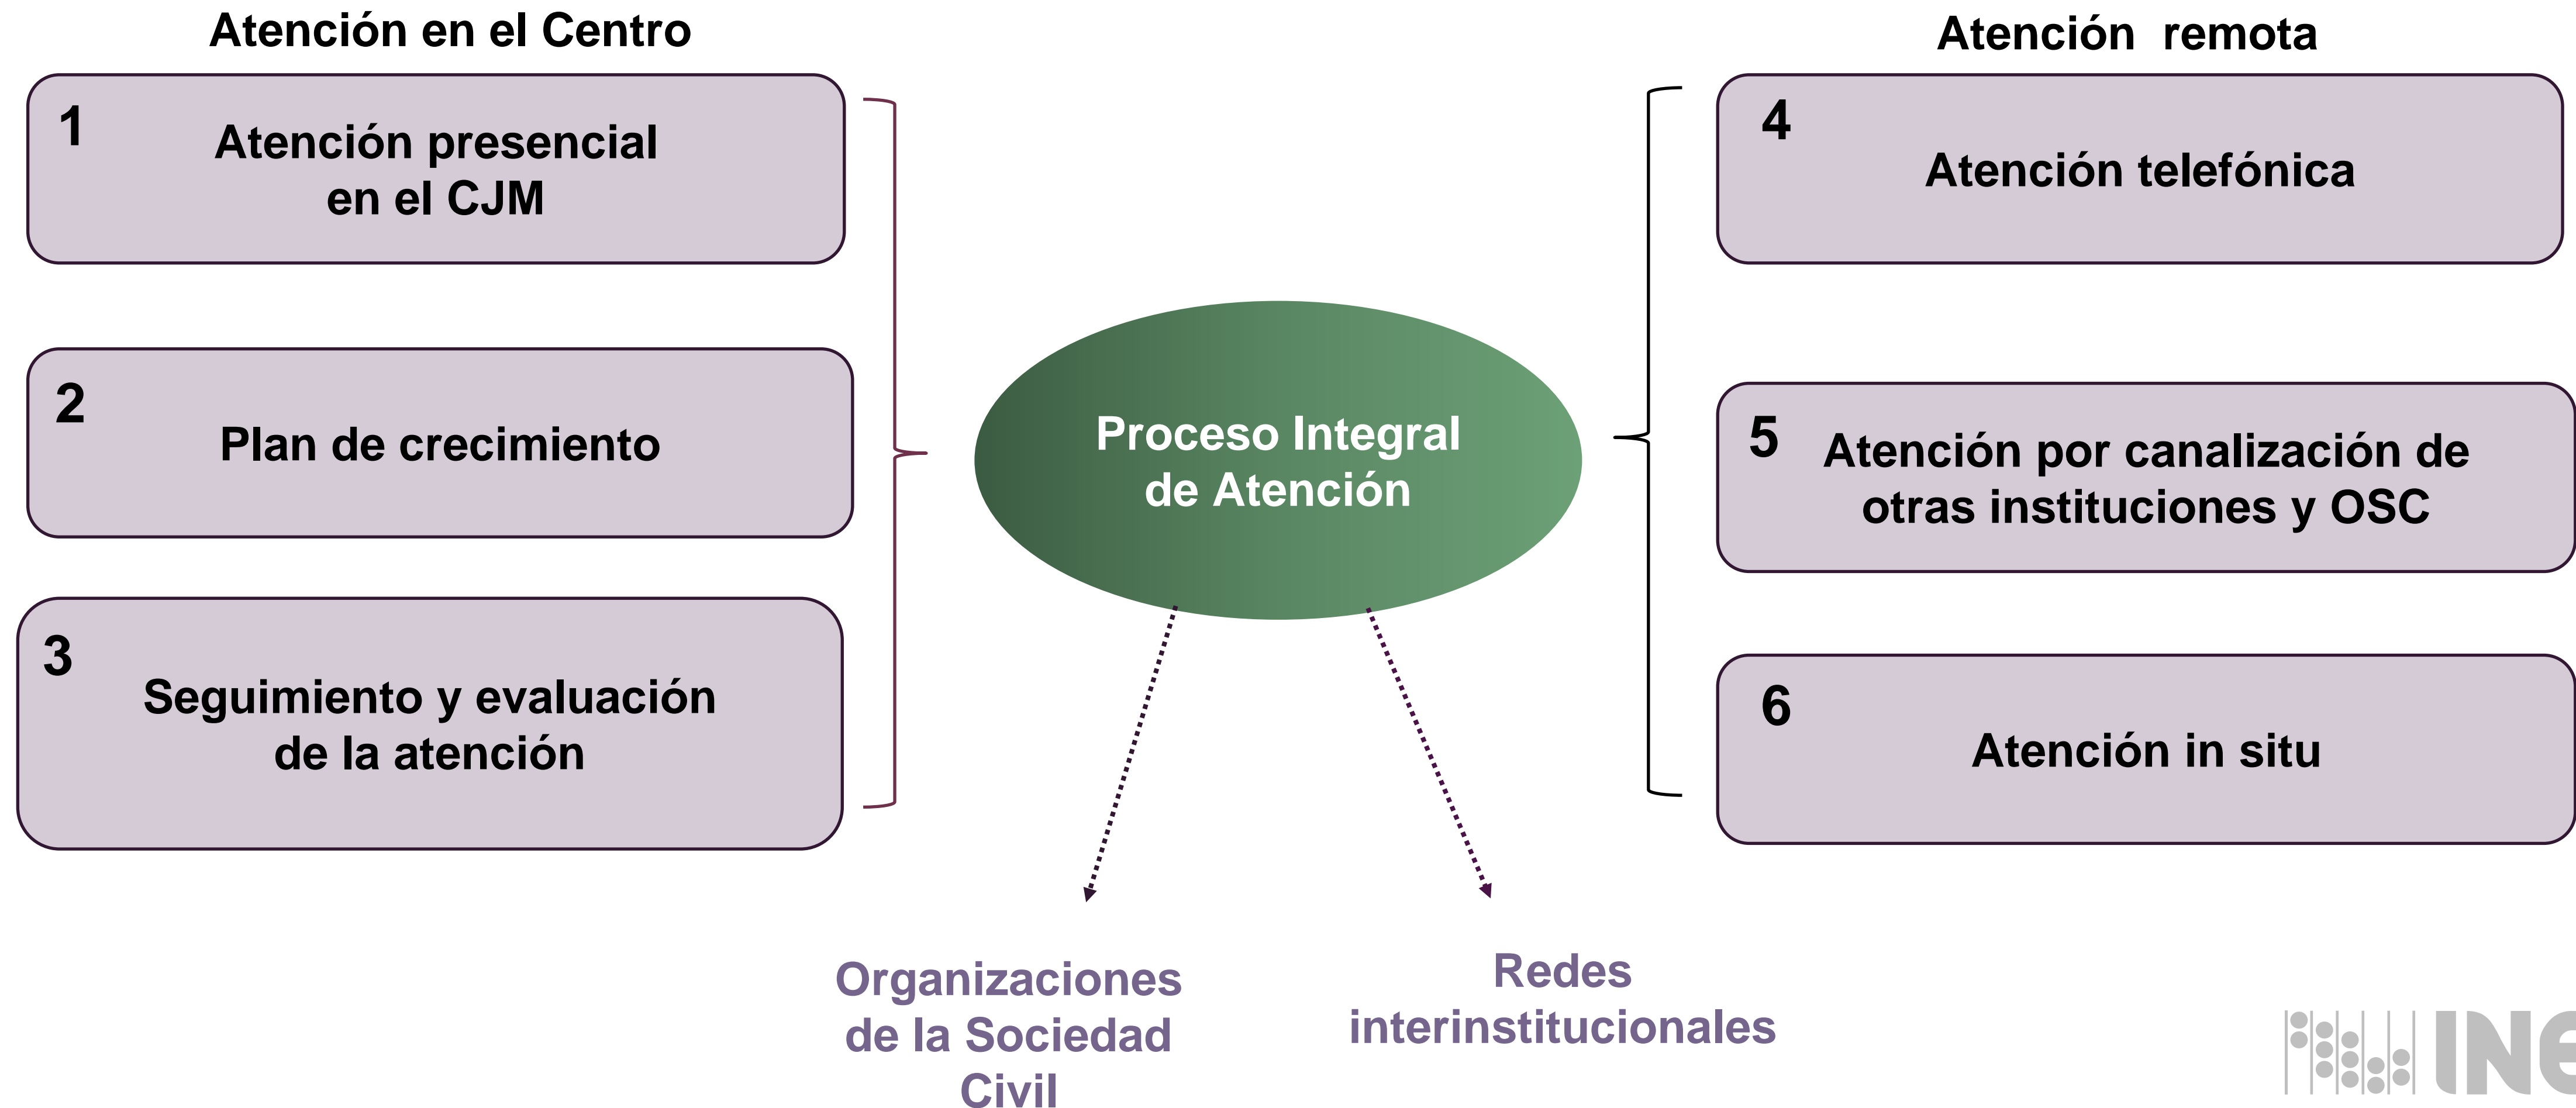 Atención en el Centro
1
Atención presencial
en el CJM
2
Plan de crecimiento
3
Seguimiento y evaluación
de la atención
Proceso Integral
de Atención
Atención remota
4
Atención telefónica
5
Atención por canalización de
otras instituciones y OSC
6
Atención in situ
Organizaciones
de la Sociedad
Civil
Redes
interinstitucionales